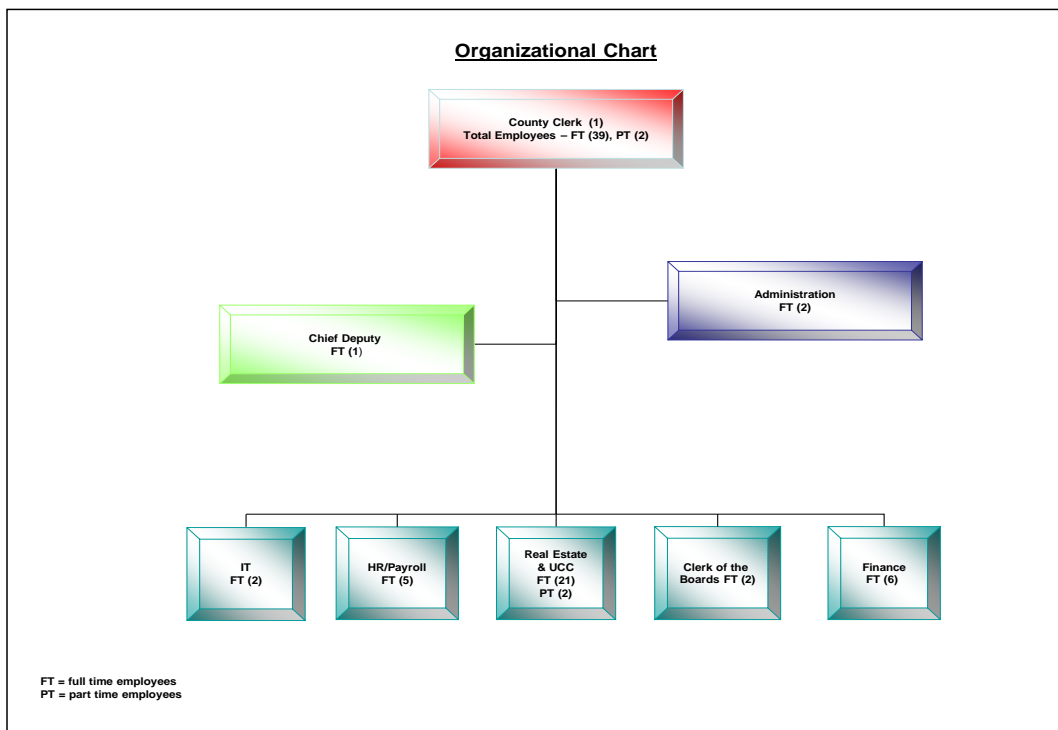 Organizational Chart
County Clerk (1)
Total Employees – FT (39), PT (2)
Administration
FT (2)
Chief Deputy
FT (1)
IT
FT (2)
HR/Payroll
FT (5)
Real Estate
& UCC
FT (21)
PT (2)
Clerk of the
Boards FT (2)
Finance
FT (6)
FT = full time employees
PT = part time employees